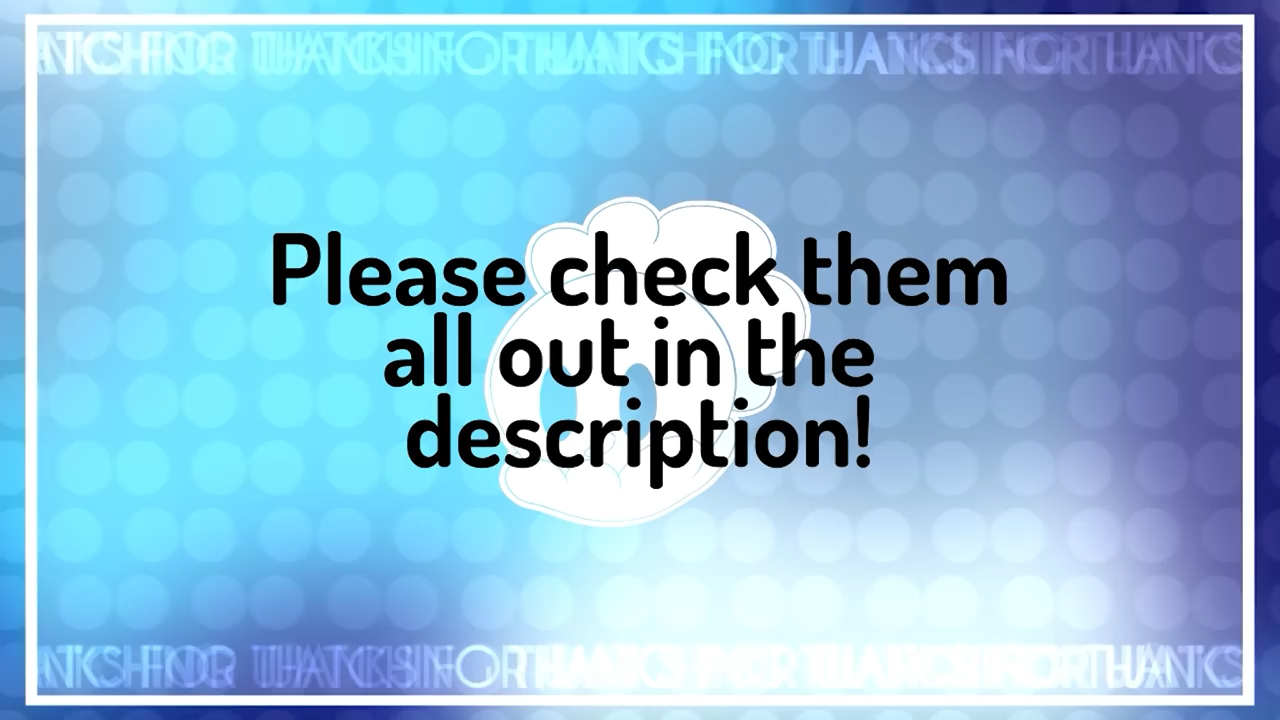 Please check them
all out in the
description!